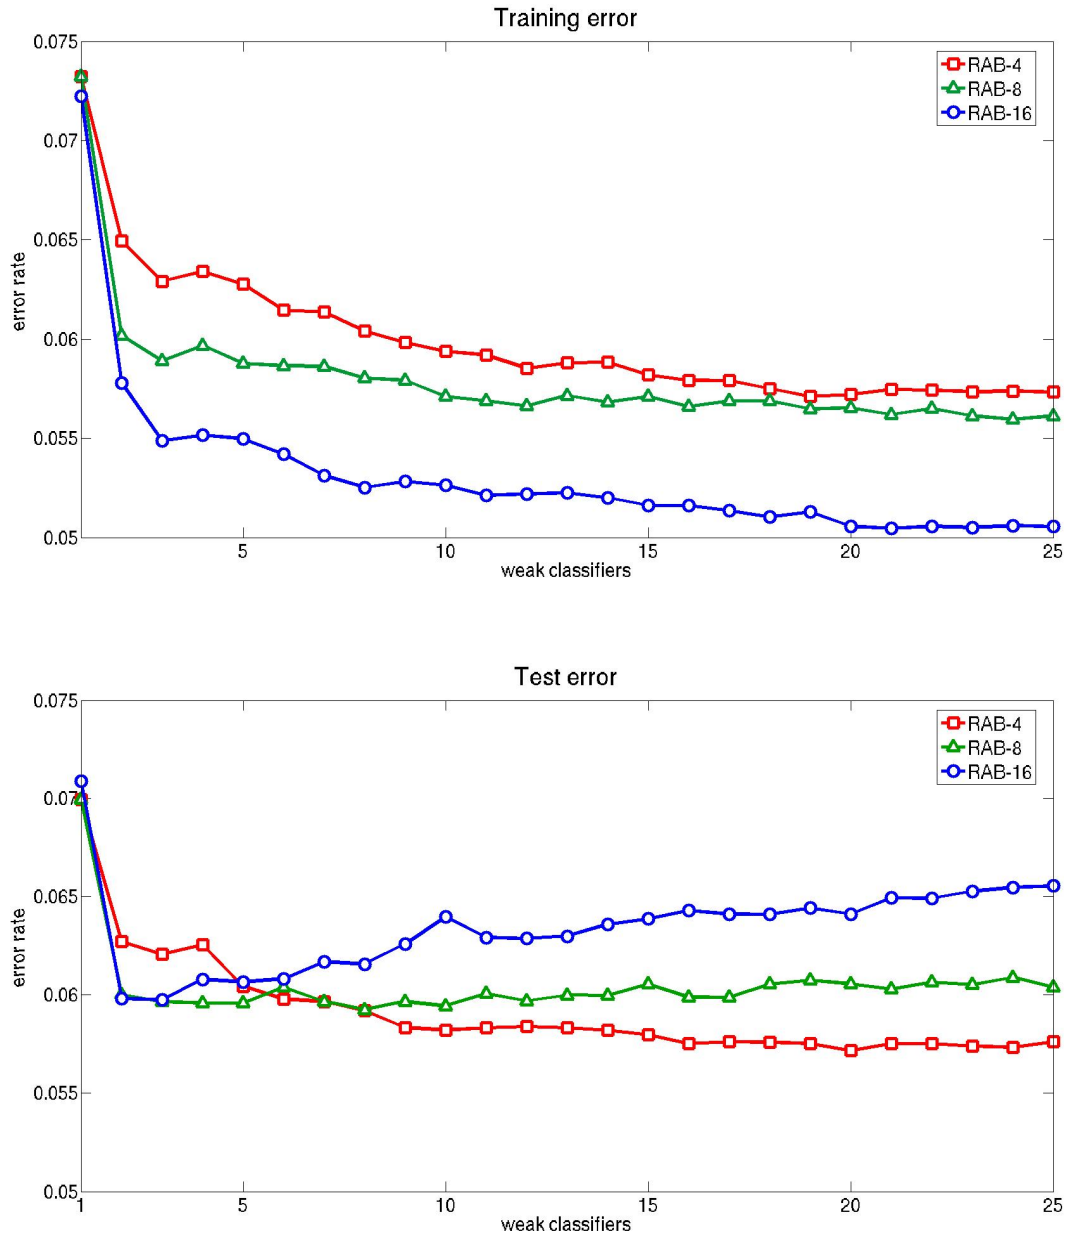 Training error
0.075
0.07
0.065
0.06
0.055
0.05
error rate
RAB-4
RAB-8
RAB-16
5 10 15 20 25
weak classifiers
Test error
0.075
0.07
0.065
0.06
0.055
0.05
error rate
RAB-4
RAB-8
RAB-16
1 5 10 15 20 25
weak classifiers